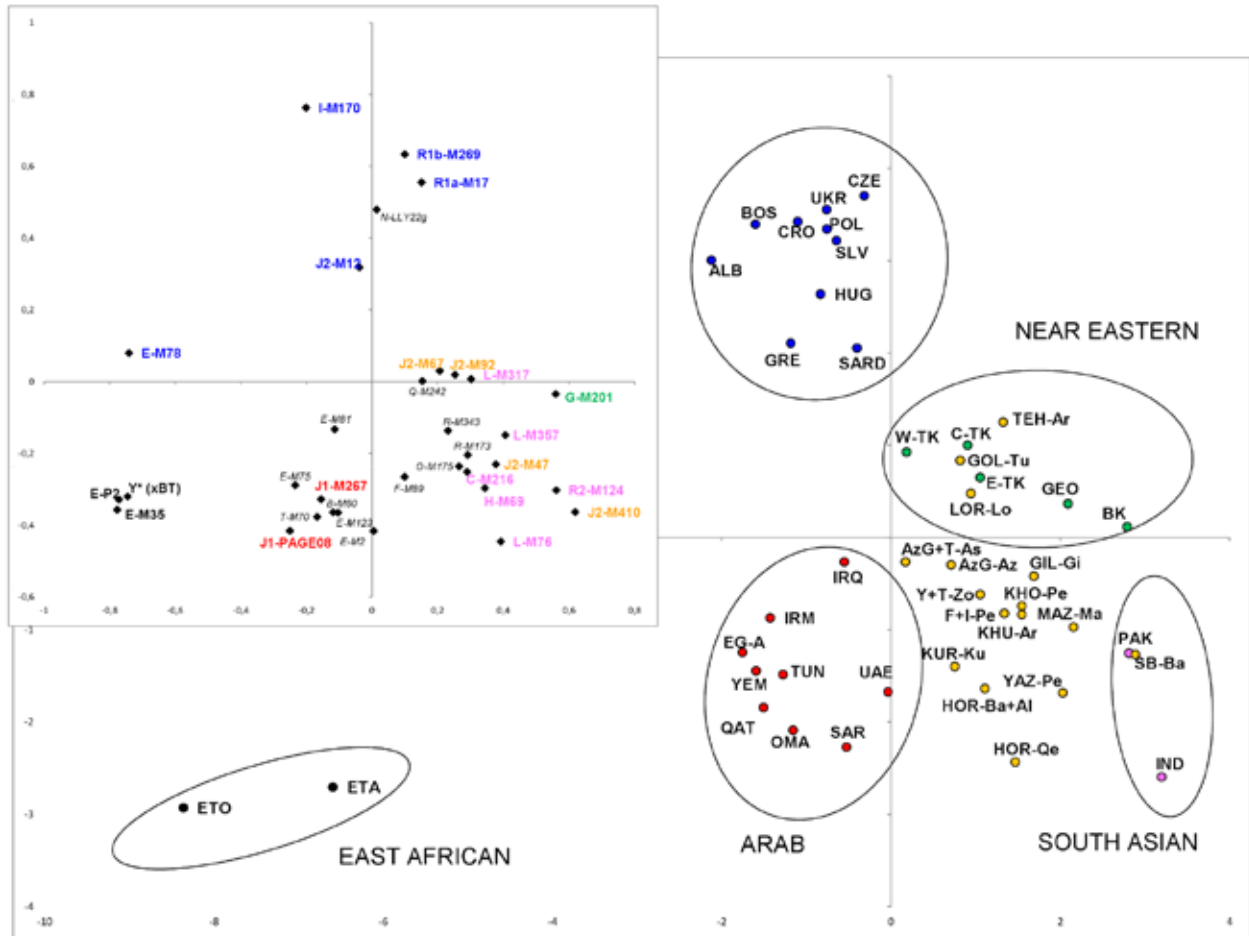 1
0,8
I-M170
R1b-M269
0,6
R1a-M17
N-LLY22g
0,4
J2-M12
0,2
E-M78
J2-M67 J2-M92
L-M317
0
Q-M242
G-M201
E-M81
R-M343
L-M357
-0,2
R-M173
E-M75
O-M175
J2-M47
J1-M267
C-M216
E-P2 Y* (xBT)
F-M89
H-M69
R2-M124
B-M60
E-M35
T-M70
E-M123
J2-M410
-0,4
J1-PAGE08
E-M2
L-M76
-0,6
-1 -0,8 -0,6 -0,4 -0,2 0 0,2 0,4 0,6 0,8
CZE
UKR
BOS
CRO
POL
SLV
ALB
HUG
NEAR EASTERN
GRE
SARD
TEH-Ar
W-TK
C-TK
GOL-Tu
E-TK
GEO
LOR-Lo
BK
AzG+T-As
IRQ
AzG-Az
GIL-Gi
Y+T-Zo
KHO-Pe
F+I-Pe
MAZ-Ma
IRM
KHU-Ar
-1
EG-A
PAK
SB-Ba
KUR-Ku
TUN
UAE
YEM
YAZ-Pe
HOR-Ba+Al
QAT
OMA
SAR
-2
HOR-Qe
IND
ETA
ETO
-3
EAST AFRICAN
ARAB
SOUTH ASIAN
-4
-10 -8 -6 -4 -2 0 2 4